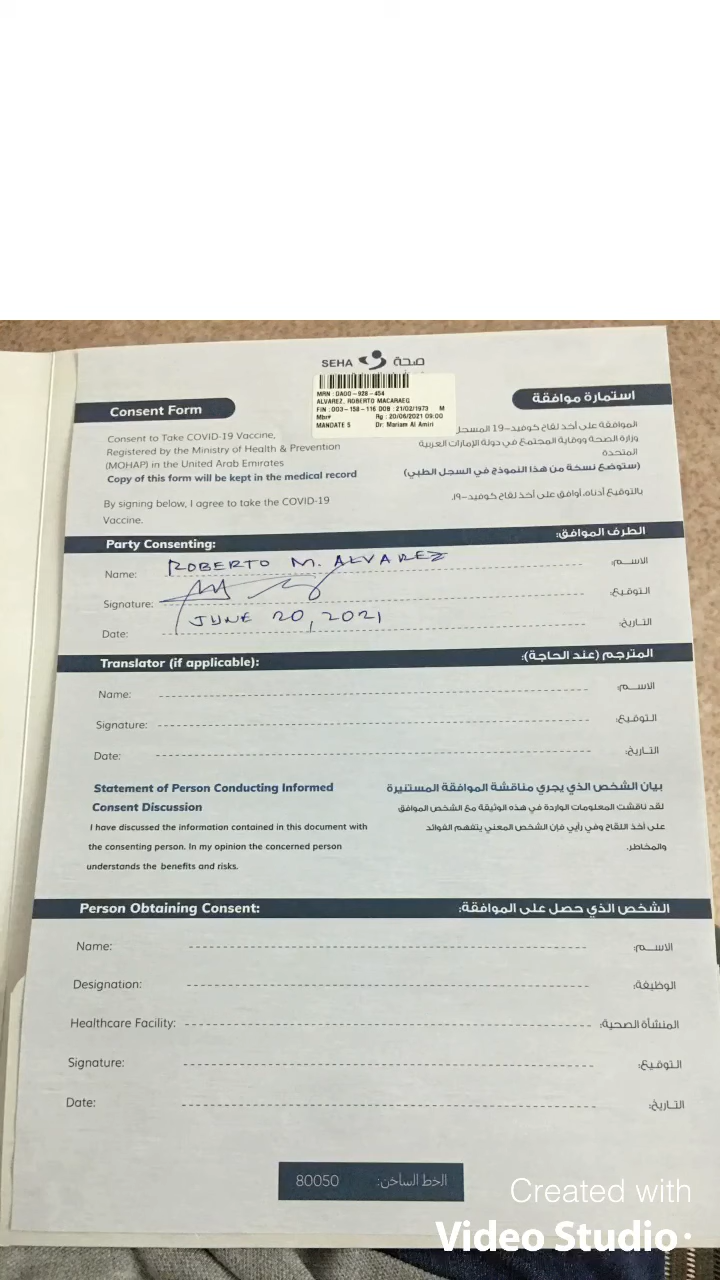 SEHA صحة
MRN : 0A00-928-454
ALVAREZ, ROBERTO MACARAEG
FIN : 003-158-116 DOB : 21/02/1973 M
Rg : 20/06/2021 09:00
MANDATE 5 Dr: Mariam Al Amiri
Consent Form
استمارة موافقة
Consent to Take COVID-19 Vaccine,
Registered by the Ministry of Health & Prevention
(MOHAP) in the United Arab Emirates
Copy of this form will be kept in the medical record
الموافقة على أخذ لقاح كوفيد-19 المسجل
وزارة الصحة ووقاية المجتمع في دولة الإمارات العربية
المتحدة
(ستوضع نسخة من هذا النموذج في السجل الطبي)
By signing below, I agree to take the COVID-19
Vaccine.
بالتوقيع أدناه، أوافق على أخذ لقاح كوفيد-19.
Party Consenting: الطرف الموافق:
Name: ROBERTO M. ALVAREZ الاسم:
Signature: التوقيع:
Date: JUNE 20, 2021 التاريخ:
Translator (if applicable): المترجم (عند الحاجة):
Name: الاسم:
Signature: التوقيع:
Date: التاريخ:
Statement of Person Conducting Informed
Consent Discussion
بيان الشخص الذي يجري مناقشة الموافقة المستنيرة
I have discussed the information contained in this document with
the consenting person. In my opinion the concerned person
understands the benefits and risks.
لقد ناقشت المعلومات الواردة في هذه الوثيقة مع الشخص الموافق
على أخذ اللقاح وفي رأيي فإن الشخص المعني يتفهم الفوائد
والمخاطر.
Person Obtaining Consent: الشخص الذي حصل على الموافقة:
Name: الاسم:
Designation: الوظيفة:
Healthcare Facility: المنشأة الصحية:
Signature: التوقيع:
Date: التاريخ:
80050 الخط الساخن:
Created with
Video Studio